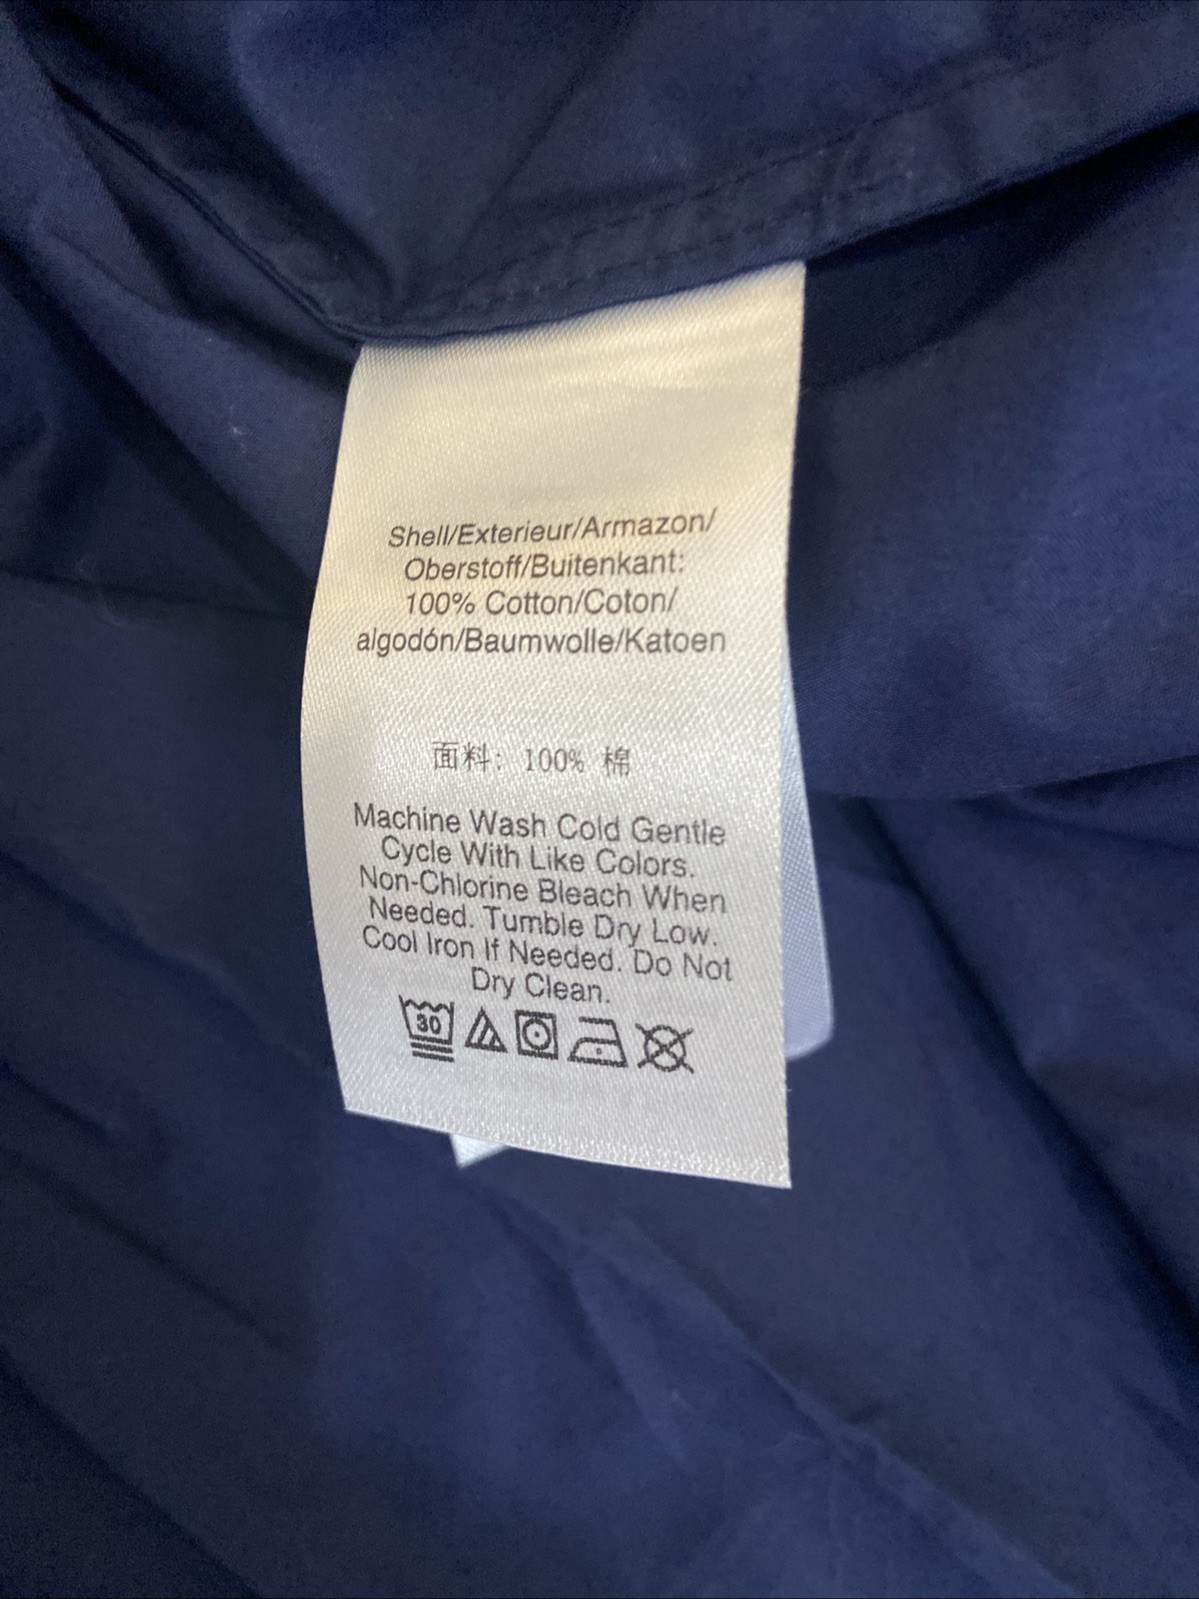 Shell/Exterieur/Armazon/
Oberstoff/Buitenkant:
100% Cotton/Coton/
algodón/Baumwolle/Katoen
面料: 100% 棉
Machine Wash Cold Gentle
Cycle With Like Colors.
Non-Chlorine Bleach When
Needed. Tumble Dry Low.
Cool Iron If Needed. Do Not
Dry Clean.
30